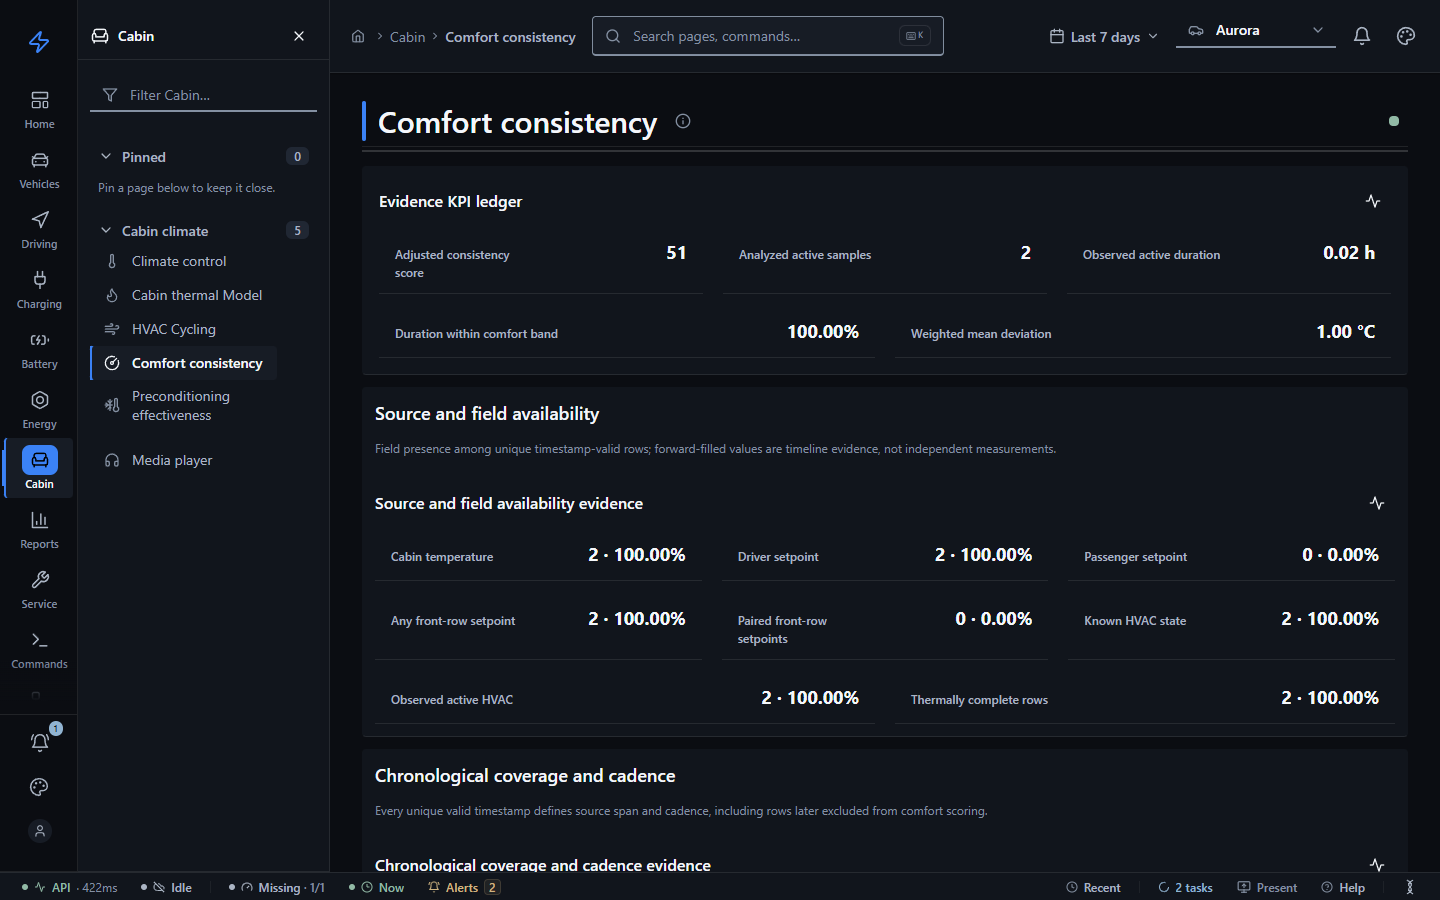 Home
Vehicles
Driving
Charging
Battery
Energy
Cabin
Reports
Service
Commands
1
Cabin
Filter Cabin...
Pinned 0
Pin a page below to keep it close.
Cabin climate 5
Climate control
Cabin thermal Model
HVAC Cycling
Comfort consistency
Preconditioning
effectiveness
Media player
Cabin Comfort consistency
Search pages, commands... K
Last 7 days
Aurora
Comfort consistency
Evidence KPI ledger
Adjusted consistency
score
51
Analyzed active samples 2
Observed active duration 0.02 h
Duration within comfort band 100.00%
Weighted mean deviation 1.00 °C
Source and field availability
Field presence among unique timestamp-valid rows; forward-filled values are timeline evidence, not independent measurements.
Source and field availability evidence
Cabin temperature 2 · 100.00%
Driver setpoint 2 · 100.00%
Passenger setpoint 0 · 0.00%
Any front-row setpoint 2 · 100.00%
Paired front-row
setpoints
0 · 0.00%
Known HVAC state 2 · 100.00%
Observed active HVAC 2 · 100.00%
Thermally complete rows 2 · 100.00%
Chronological coverage and cadence
Every unique valid timestamp defines source span and cadence, including rows later excluded from comfort scoring.
Chronological coverage and cadence evidence
API · 422ms Idle Missing · 1/1 Now Alerts 2 Recent 2 tasks Present Help